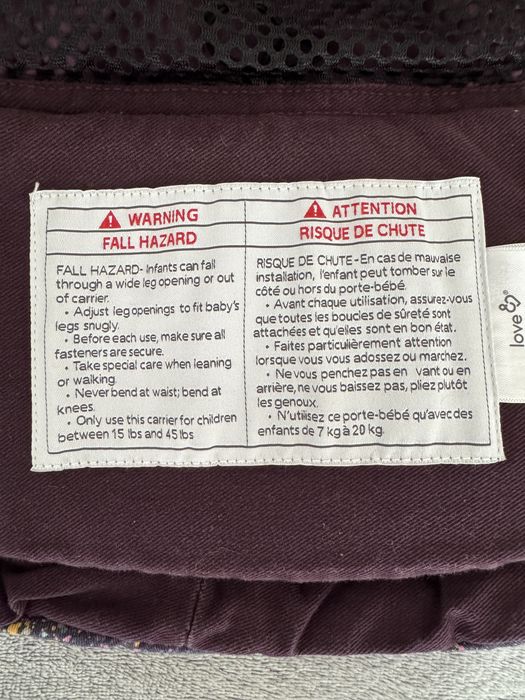 WARNING
FALL HAZARD
FALL HAZARD- Infants can fall
through a wide leg opening or out
of carrier.
• Adjust leg openings to fit baby's
legs snugly.
• Before each use, make sure all
fasteners are secure.
• Take special care when leaning
or walking.
• Never bend at waist; bend at
knees.
• Only use this carrier for children
between 15 lbs and 45 lbs
ATTENTION
RISQUE DE CHUTE
RISQUE DE CHUTE - En cas de mauvaise
installation, l'enfant peut tomber sur le
côté ou hors du porte-bébé.
• Avant chaque utilisation, assurez-vous
que toutes les boucles de sûreté sont
attachées et qu'elles sont en bon état.
• Faites particulièrement attention
lorsque vous vous adossez ou marchez.
• Ne vous penchez pas en vant ou en
arrière, ne vous baissez pas, pliez plutôt
les genoux.
• N'utilisez ce porte-bébé qu'avec des
enfants de 7 kg à 20 kg.
love